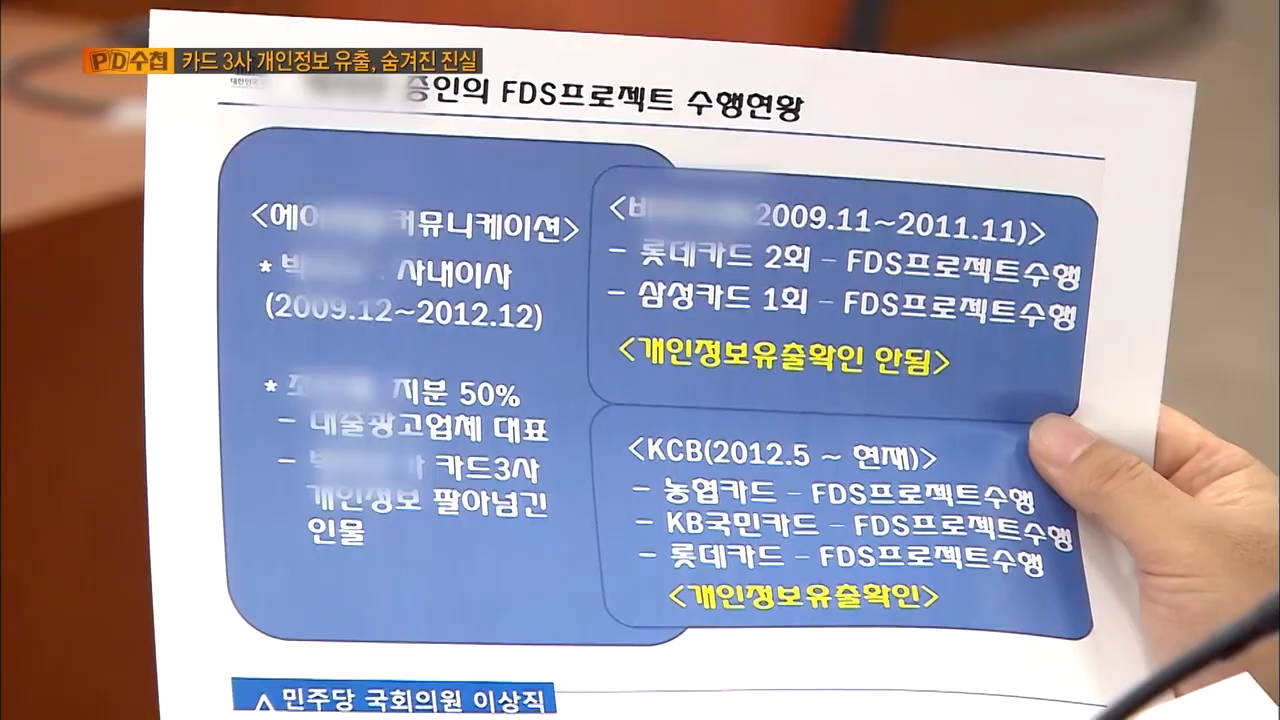 PD수첩 카드 3사 개인정보 유출, 숨겨진 진실
증인의 FDS프로젝트 수행현황
<에 커뮤니케이션>
* 사내이사
(2009.12~2012.12)
* 지분 50%
- 대출광고업체 대표
- 카드3사
개인정보 팔아넘긴
인물
2009.11~2011.11)>
- 롯데카드 2회 - FDS프로젝트수행
- 삼성카드 1회 - FDS프로젝트수행
<개인정보유출확인 안됨>
<KCB(2012.5 ~ 현재)>
- 농협카드 - FDS프로젝트수행
- KB국민카드 - FDS프로젝트수행
- 롯데카드 - FDS프로젝트수행
<개인정보유출확인>
민주당 국회의원 이상직